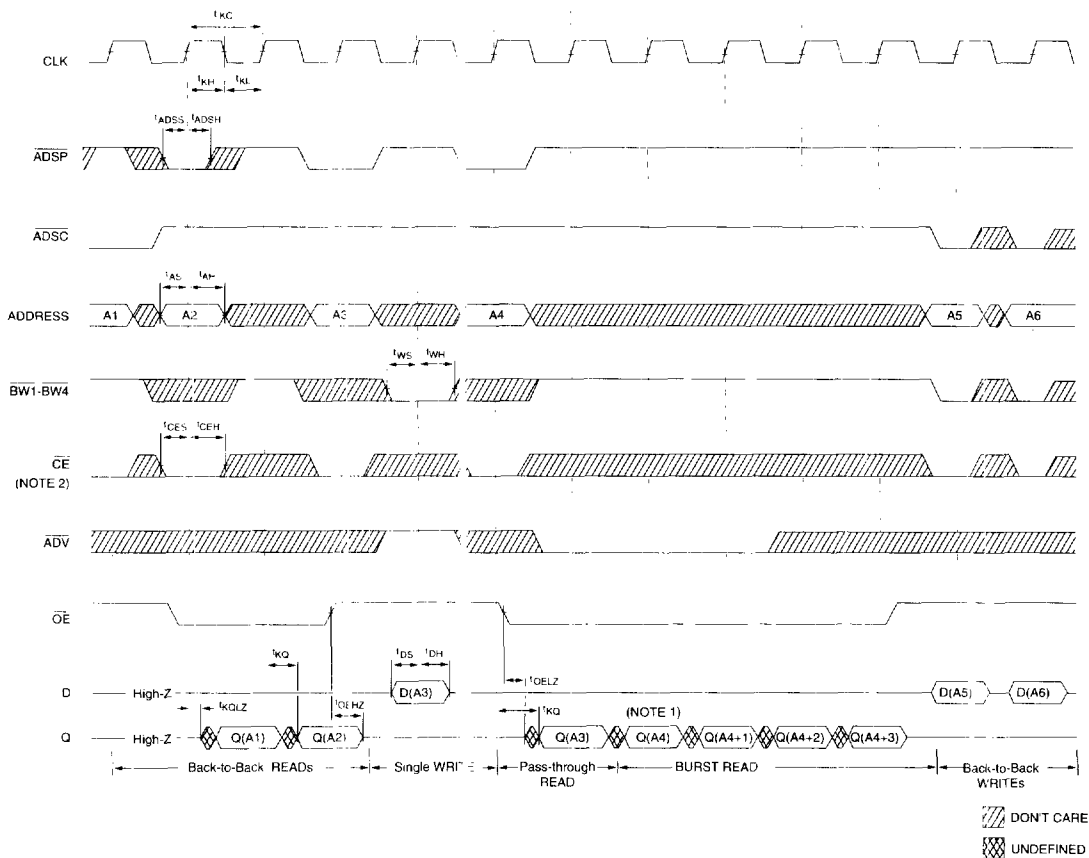 tKC
CLK
tKH tKL
tADSS tADSH
ADSP
ADSC
tAS tAH
ADDRESS A1 A2 A3 A4 A5 A6
tWS tWH
BW1-BW4
tCES tCEH
CE
(NOTE 2)
ADV
OE
tKQ tDS tDH
tOELZ
D High-Z D(A3) D(A5) D(A6)
tKQLZ tOEHZ tKQ (NOTE 1)
Q High-Z Q(A1) Q(A2) Q(A3) Q(A4) Q(A4+1) Q(A4+2) Q(A4+3)
Back-to-Back READs Single WRITE Pass-through BURST READ Back-to-Back
READ WRITEs
DON'T CARE
UNDEFINED